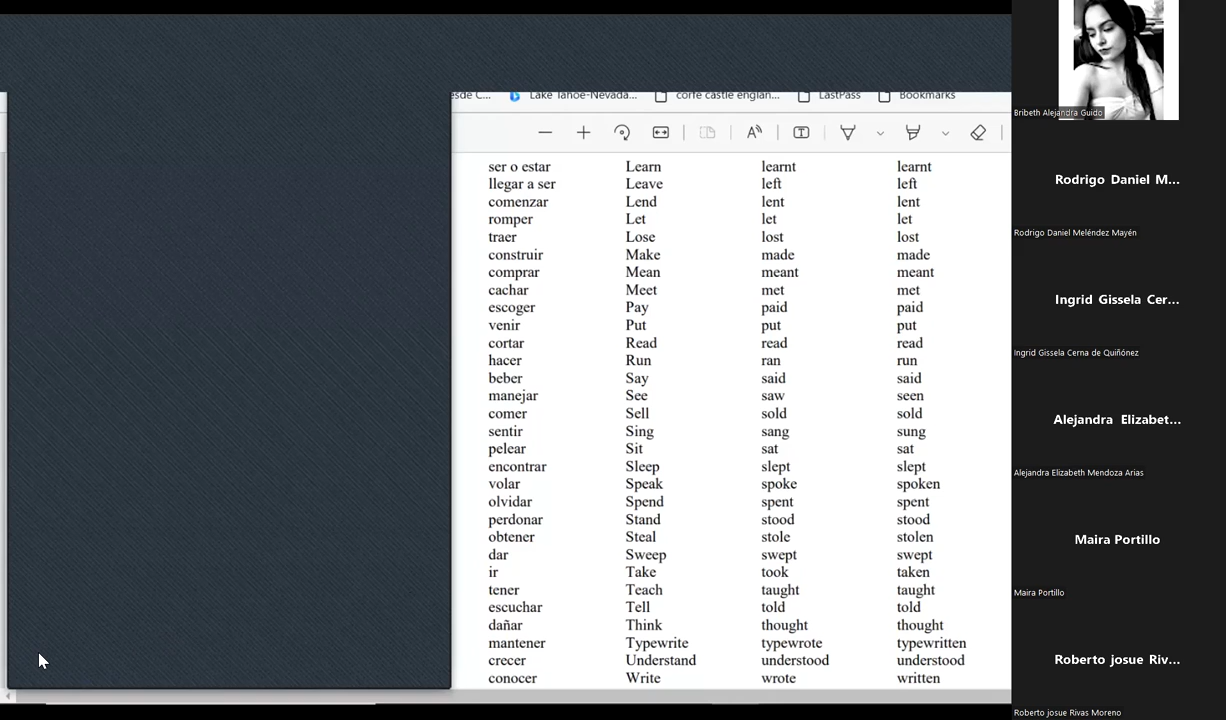 esde C... Lake Tahoe-Nevada... corfe castle englan... LastPass Bookmarks
ser o estar Learn learnt learnt
llegar a ser Leave left left
comenzar Lend lent lent
romper Let let let
traer Lose lost lost
construir Make made made
comprar Mean meant meant
cachar Meet met met
escoger Pay paid paid
venir Put put put
cortar Read read read
hacer Run ran run
beber Say said said
manejar See saw seen
comer Sell sold sold
sentir Sing sang sung
pelear Sit sat sat
encontrar Sleep slept slept
volar Speak spoke spoken
olvidar Spend spent spent
perdonar Stand stood stood
obtener Steal stole stolen
dar Sweep swept swept
ir Take took taken
tener Teach taught taught
escuchar Tell told told
dañar Think thought thought
mantener Typewrite typewrote typewritten
crecer Understand understood understood
conocer Write wrote written
Bribeth Alejandra Guido
Rodrigo Daniel M...
Rodrigo Daniel Meléndez Mayén
Ingrid Gissela Cer...
Ingrid Gissela Cerna de Quiñónez
Alejandra Elizabet...
Alejandra Elizabeth Mendoza Arias
Maira Portillo
Maira Portillo
Roberto josue Riv...
Roberto josue Rivas Moreno